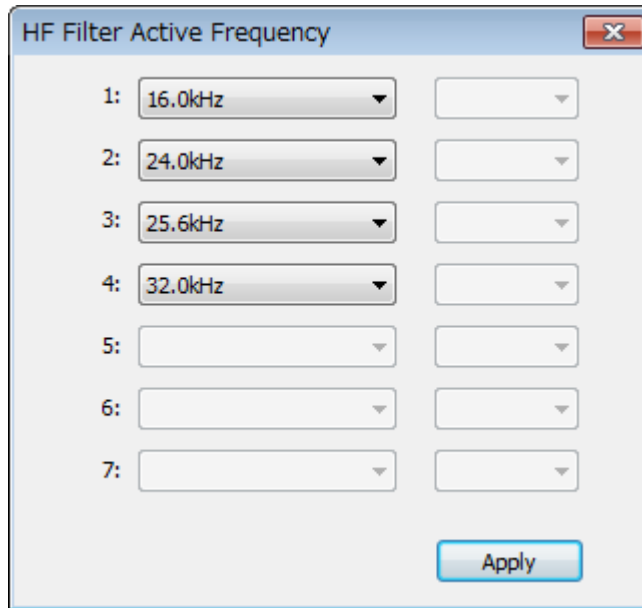 HF Filter Active Frequency
1: 16.0kHz
2: 24.0kHz
3: 25.6kHz
4: 32.0kHz
5:
6:
7:
Apply